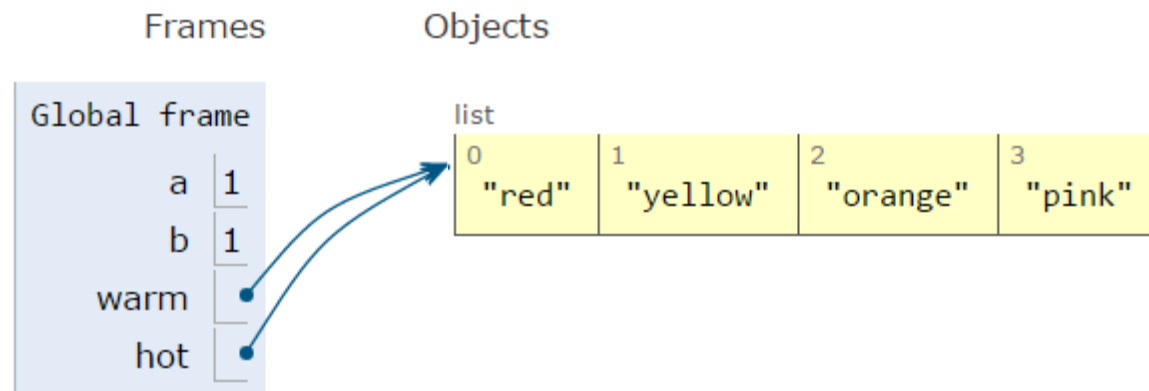 Frames Objects
Global frame
list
0 1 2 3
a 1 "red" "yellow" "orange" "pink"
b 1
warm
hot